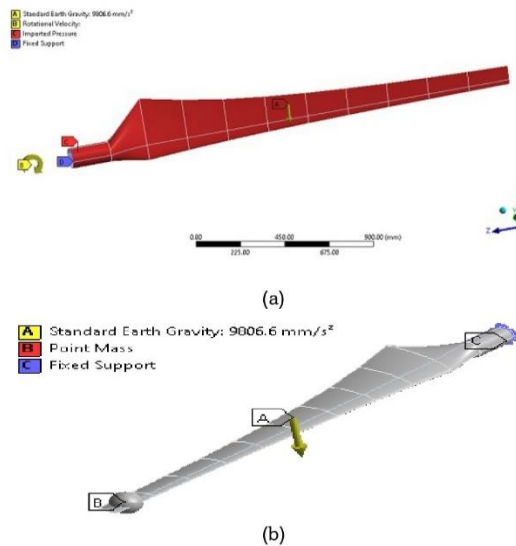 A Standard Earth Gravity: 9806.6 mm/s²
B Rotational Velocity:
C Imported Pressure
D Fixed Support
A
C
B
D
0.00 450.00 900.00 (mm)
225.00 675.00
Z
(a)
A Standard Earth Gravity: 9806.6 mm/s²
B Point Mass
C Fixed Support
C
A
B
(b)